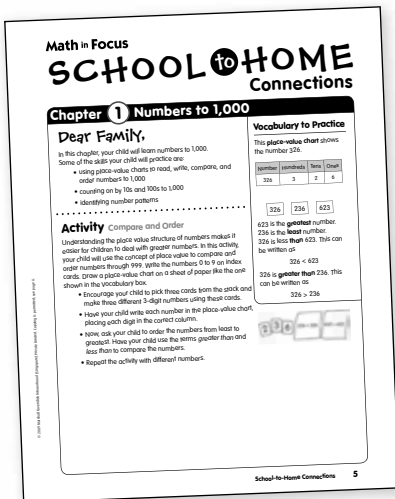 Math in Focus
SCHOOL to HOME
Connections
Chapter 1 Numbers to 1,000
Dear Family,
In this chapter, your child will learn numbers to 1,000.
Some of the skills your child will practice are:
• using place-value charts to read, write, compare, and
order numbers to 1,000
• counting on by 10s and 100s to 1,000
• identifying number patterns
Activity Compare and Order
Understanding the place value structure of numbers makes it
easier for children to deal with greater numbers. In this activity,
your child will use the concept of place value to compare and
order numbers through 999. Write the numbers 0 to 9 on index
cards. Draw a place-value chart on a sheet of paper like the one
shown in the vocabulary box.
• Encourage your child to pick three cards from the stack and
make three different 3-digit numbers using these cards.
• Have your child write each number in the place-value chart,
placing each digit in the correct column.
• Now, ask your child to order the numbers from least to
greatest. Have your child use the terms greater than and
less than to compare the numbers.
• Repeat the activity with different numbers.
Vocabulary to Practice
This place-value chart shows
the number 326.
Number Hundreds Tens Ones
326 3 2 6
326 236 623
623 is the greatest number.
236 is the least number.
326 is less than 623. This can
be written as
326 < 623
326 is greater than 236. This
can be written as
326 > 236
2 3 6
School-to-Home Connections 5